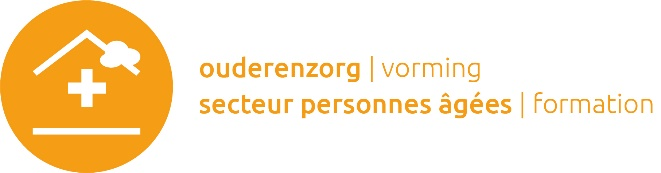 ouderenzorg | vorming
secteur personnes âgées | formation